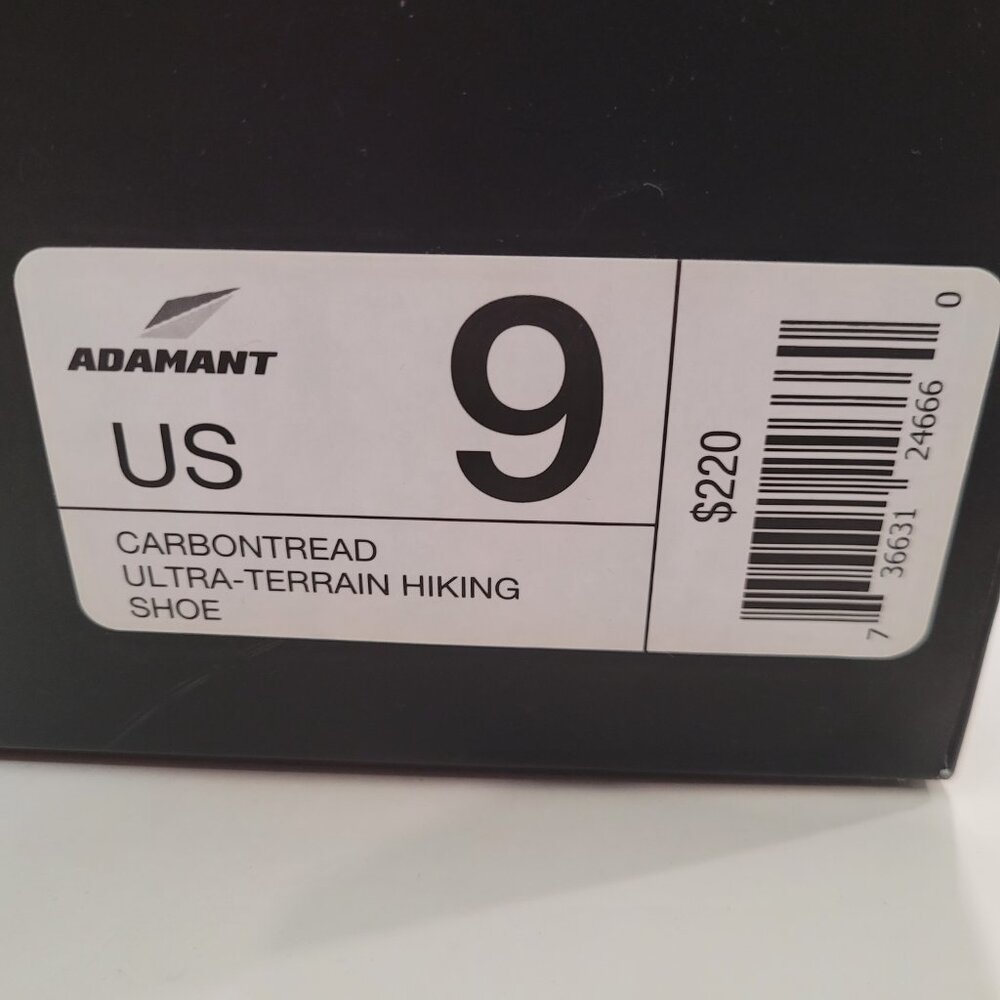 ADAMANT
US
9
CARBONTREAD
ULTRA-TERRAIN HIKING
SHOE
$220
7 36631 24666 0